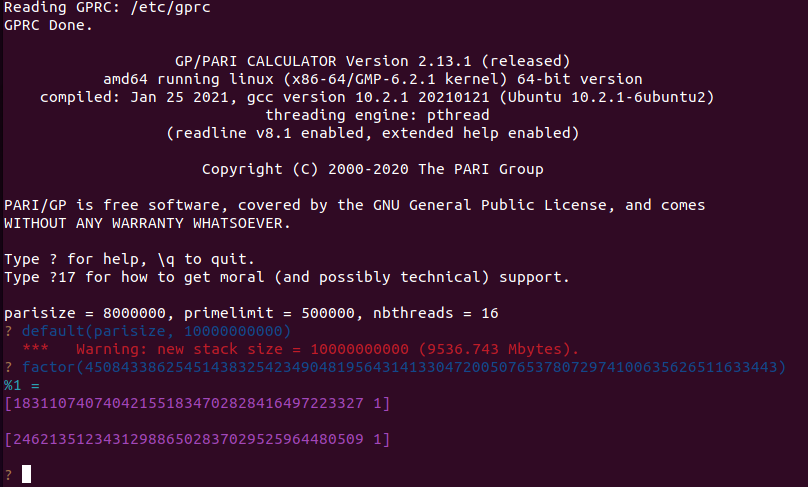 Reading GPRC: /etc/gprc
GPRC Done.
GP/PARI CALCULATOR Version 2.13.1 (released)
amd64 running linux (x86-64/GMP-6.2.1 kernel) 64-bit version
compiled: Jan 25 2021, gcc version 10.2.1 20210121 (Ubuntu 10.2.1-6ubuntu2)
threading engine: pthread
(readline v8.1 enabled, extended help enabled)
Copyright (C) 2000-2020 The PARI Group
PARI/GP is free software, covered by the GNU General Public License, and comes
WITHOUT ANY WARRANTY WHATSOEVER.
Type ? for help, \q to quit.
Type ?17 for how to get moral (and possibly technical) support.
parisize = 8000000, primelimit = 500000, nbthreads = 16
? default(parisize, 10000000000)
*** Warning: new stack size = 10000000000 (9536.743 Mbytes).
? factor(4508433862545143832542349048195643141330472005076537807297410063562651163​3443)
%1 =
[183110740740421551834702828416497223327 1]
[246213512343129886502837029525964480509 1]
?